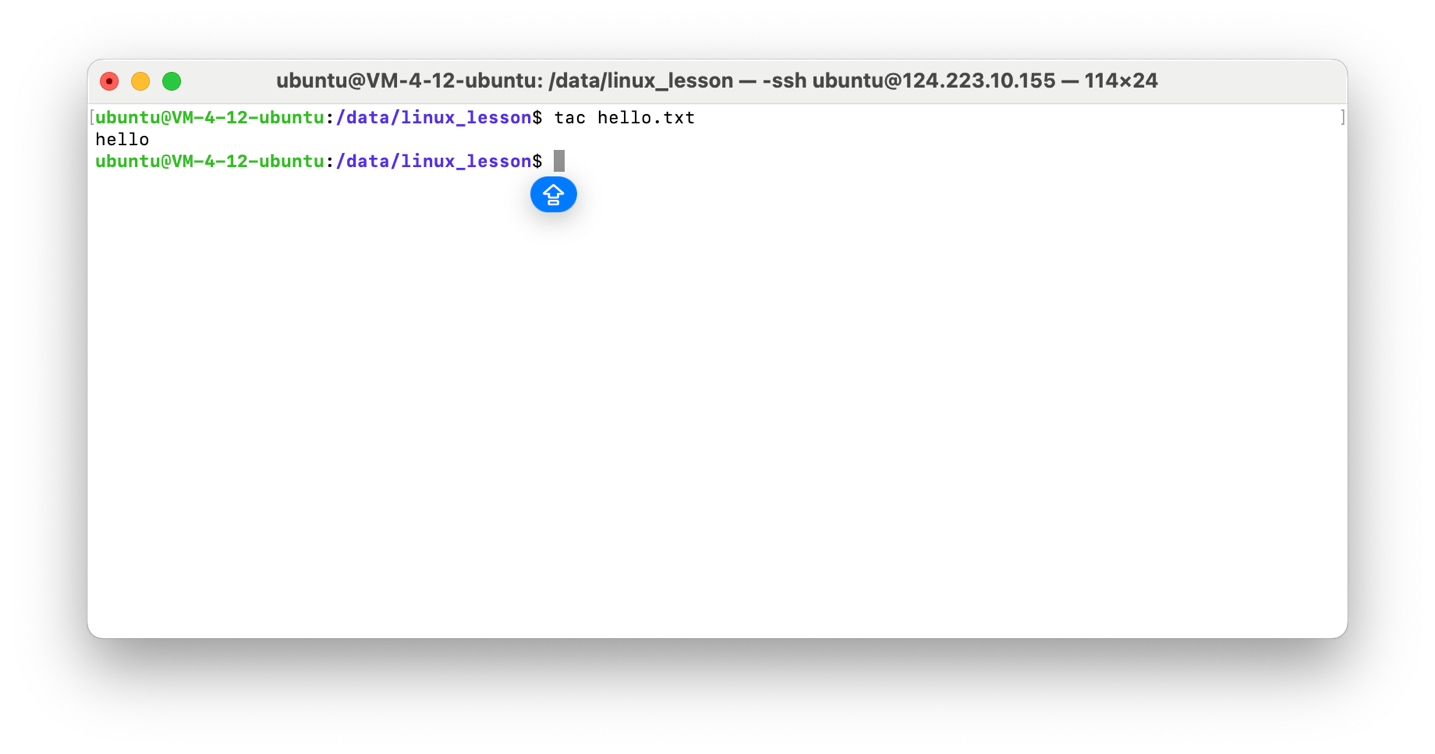 ubuntu@VM-4-12-ubuntu: /data/linux_lesson — -ssh ubuntu@124.223.10.155 — 114×24
[ubuntu@VM-4-12-ubuntu:/data/linux_lesson$ tac hello.txt ]
hello
ubuntu@VM-4-12-ubuntu:/data/linux_lesson$